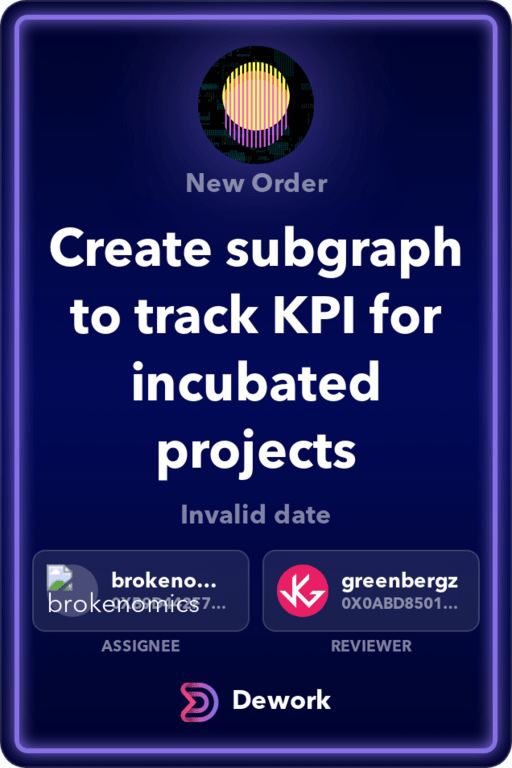 New Order
Create subgraph
to track KPI for
incubated
projects
Invalid date
brokeno...
brokenomics
greenbergz
0X0ABD8501...
ASSIGNEE
REVIEWER
Dework